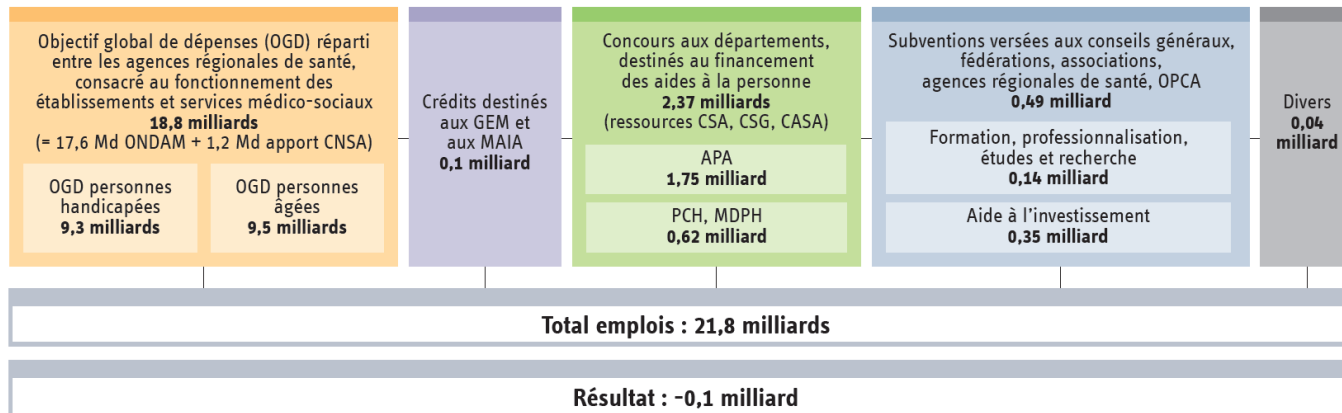 Objectif global de dépenses (OGD) réparti
entre les agences régionales de santé,
consacré au fonctionnement des
établissements et services médico-sociaux
18,8 milliards
(= 17,6 Md ONDAM + 1,2 Md apport CNSA)
OGD personnes
handicapées
9,3 milliards
OGD personnes
âgées
9,5 milliards
Crédits destinés
aux GEM et
aux MAIA
0,1 milliard
Concours aux départements,
destinés au financement
des aides à la personne
2,37 milliards
(ressources CSA, CSG, CASA)
APA
1,75 milliard
PCH, MDPH
0,62 milliard
Subventions versées aux conseils généraux,
fédérations, associations,
agences régionales de santé, OPCA
0,49 milliard
Formation, professionnalisation,
études et recherche
0,14 milliard
Aide à l’investissement
0,35 milliard
Divers
0,04
milliard
Total emplois : 21,8 milliards
Résultat : -0,1 milliard